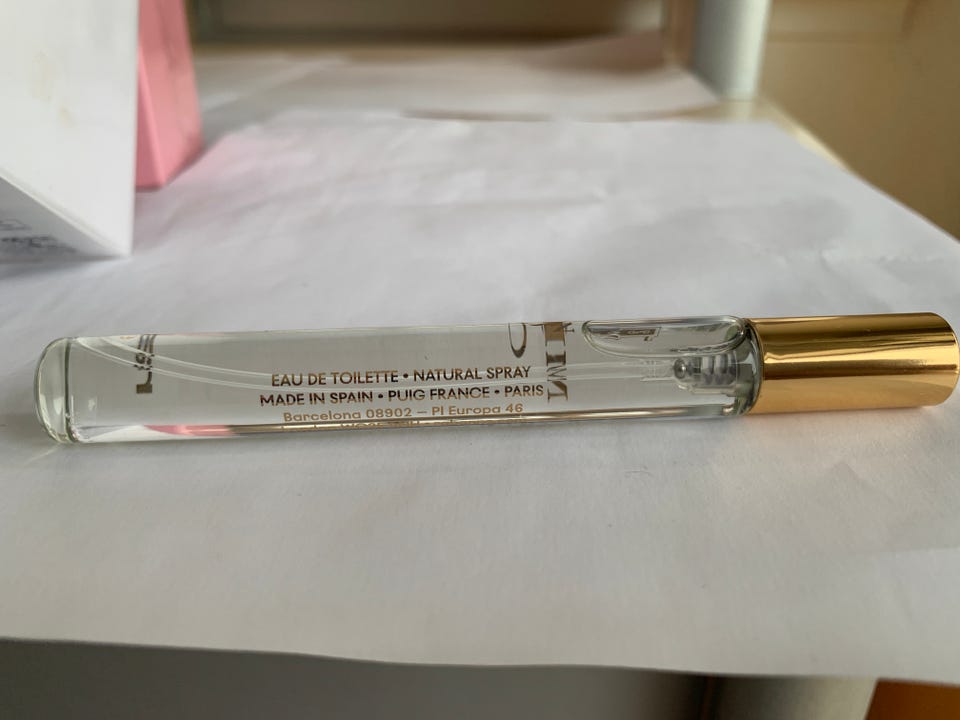 EAU DE TOILETTE • NATURAL SPRAY
MADE IN SPAIN • PUIG FRANCE • PARIS
Barcelona 08902 – Pl Europa 46